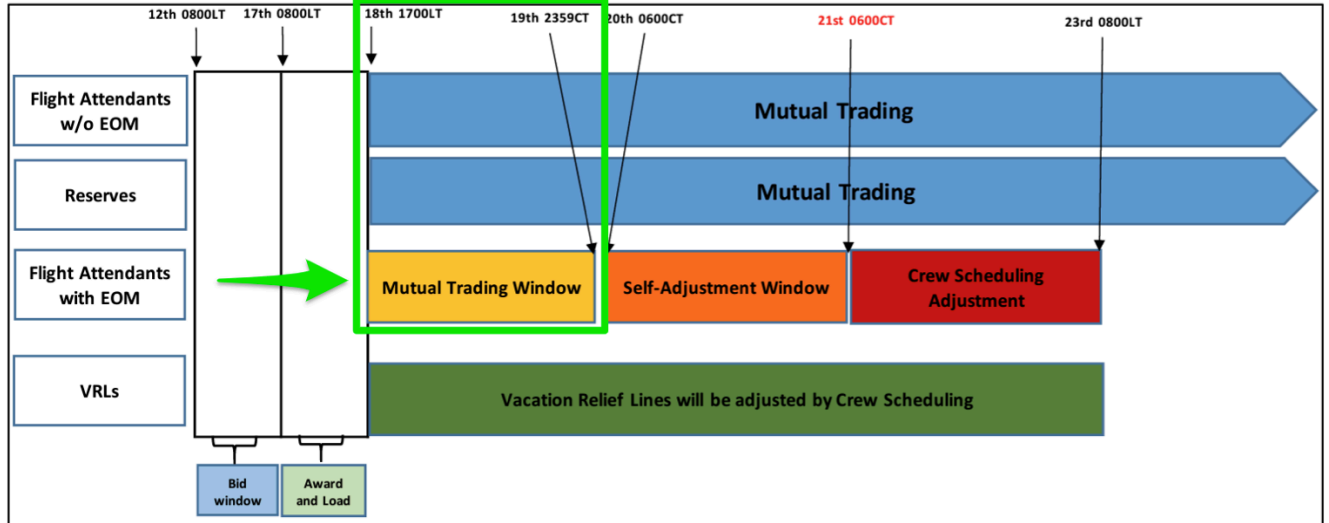 12th 0800LT
17th 0800LT
18th 1700LT
19th 2359CT
20th 0600CT
21st 0600CT
23rd 0800LT
Flight Attendants
w/o EOM
Mutual Trading
Reserves
Mutual Trading
Flight Attendants
with EOM
Mutual Trading Window
Self-Adjustment Window
Crew Scheduling
Adjustment
VRLs
Vacation Relief Lines will be adjusted by Crew Scheduling
Bid
window
Award
and Load